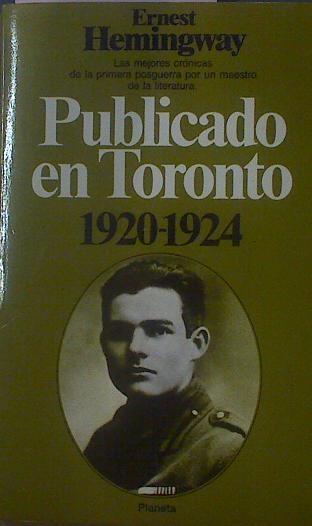 Ernest
Hemingway
Las mejores crónicas
de la primera posguerra por un maestro
de la literatura.
Publicado
en Toronto
1920-1924
Planeta